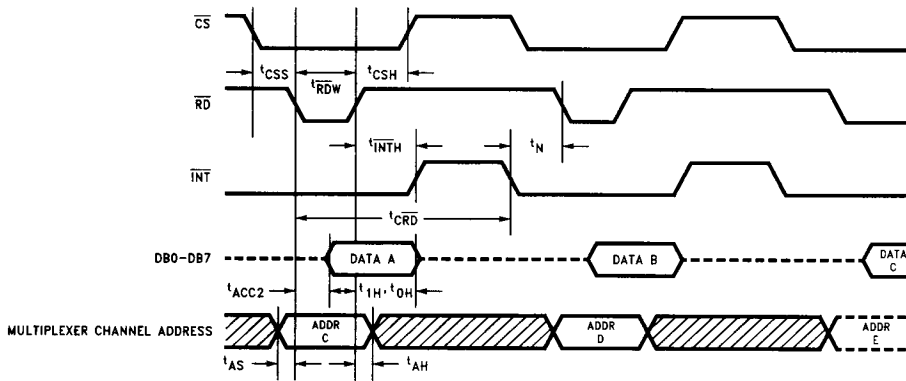 CS
tCSS
tRDW
tCSH
RD
tINTH
tN
INT
tCRD
DB0-DB7
DATA A
DATA B
DATA
C
tACC2
t1H, t0H
MULTIPLEXER CHANNEL ADDRESS
ADDR
C
ADDR
D
ADDR
E
tAS
tAH